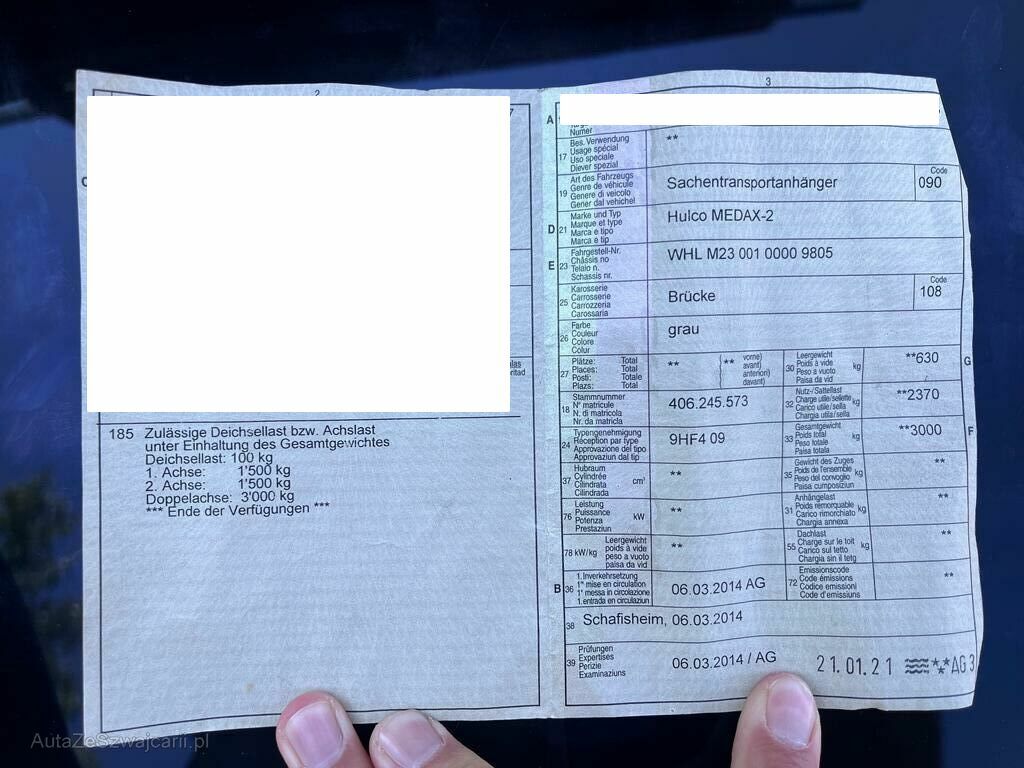 2
185 Zulässige Deichsellast bzw. Achslast
unter Einhaltung des Gesamtgewichtes
Deichsellast: 100 kg
1. Achse: 1'500 kg
2. Achse: 1'500 kg
Doppelachse: 3'000 kg
*** Ende der Verfügungen ***
3
A
Numer
17 Bes. Verwendung
Usage spécial
Uso speciale
Diever spezial
**
19 Art des Fahrzeugs
Genre de véhicule
Genere di veicolo
Gener dal vehichel
Sachentransportanhänger
Code
090
D 21 Marke und Typ
Marque et type
Marca e tipo
Marca e tip
Hulco MEDAX-2
E 23 Fahrgestell-Nr.
Châssis no
Telaio n.
Schassis nr.
WHL M23 001 0000 9805
25 Karosserie
Carrosserie
Carrozzeria
Carossaria
Brücke
Code
108
26 Farbe
Couleur
Colore
Colur
grau
27 Plätze: Total
Places: Total
Posti: Totale
Plazs: Total
** (** vorne)
avant)
anteriori)
davant)
30 Leergewicht
Poids à vide
Peso a vuoto
Paisa da vid
kg
**630
G
18 Stammnummer
N° matricule
N. di matricola
Nr. da matricla
406.245.573
32 Nutz-/Sattellast
Charge utile/sellette
Carico utile/sella
Chargia utila/sella
kg
**2370
24 Typengenehmigung
Réception par type
Approvazione del tipo
Approvaziun dal tip
9HF4 09
33 Gesamtgewicht
Poids total
Peso totale
Paisa totala
kg
**3000
F
37 Hubraum
Cylindrée
Cilindrata
Cilindrada
cm³
**
35 Gewicht des Zuges
Poids de l'ensemble
Peso del convoglio
Paisa cumposiziun
kg
**
76 Leistung
Puissance
Potenza
Prestaziun
kW
**
31 Anhängelast
Poids remorquable
Carico rimorchiato
Chargia annexa
kg
**
78 kW/kg Leergewicht
poids à vide
peso a vuoto
paisa da vid
**
55 Dachlast
Charge sur le toit
Carico sul tetto
Chargia sin il tetg
kg
**
B 36 1. Inverkehrsetzung
1re mise en circulation
1a messa in circolazione
1. entrada en circulaziun
06.03.2014 AG
72 Emissionscode
Code émissions
Codice emissioni
Code d'emissiuns
**
38 Schafisheim, 06.03.2014
39 Prüfungen
Expertises
Perizie
Examinaziuns
06.03.2014 / AG
21.01.21 AG 3
AutaZeSzwajcarii.pl